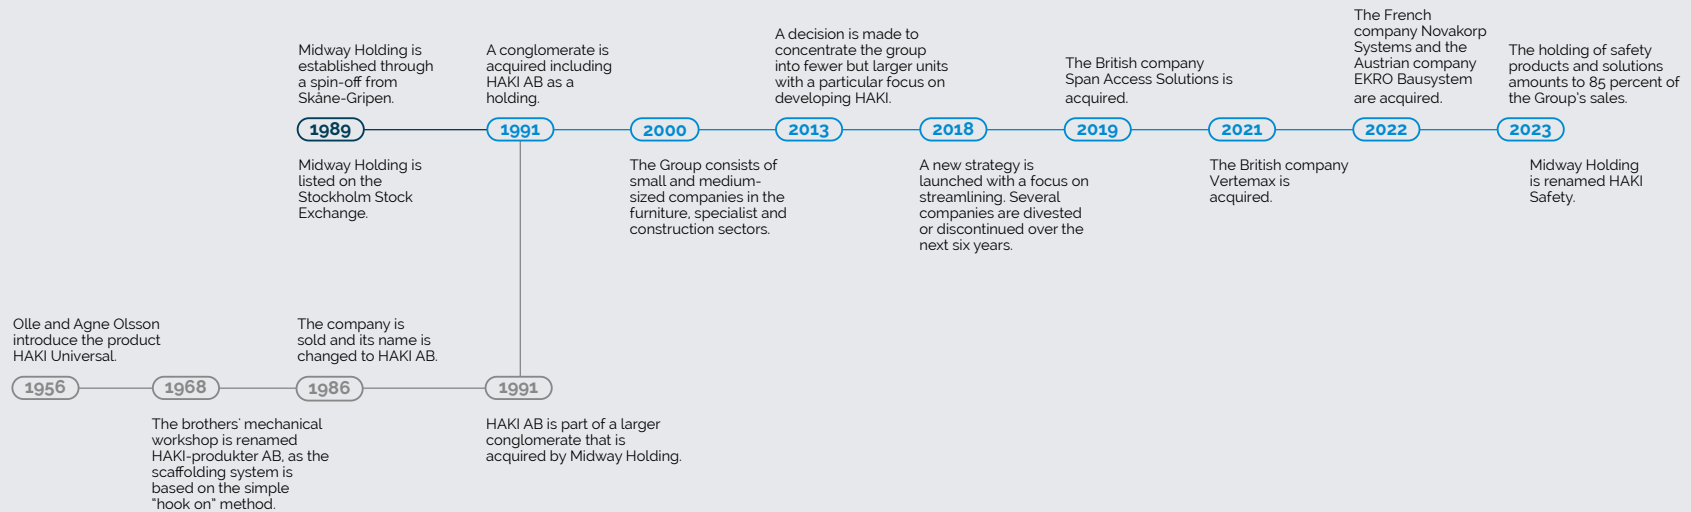 Midway Holding is
established through
a spin-off from
Skåne-Gripen.
1989
Midway Holding is
listed on the
Stockholm Stock
Exchange.
A conglomerate is
acquired including
HAKI AB as a
holding.
1991
2000
The Group consists of
small and medium-
sized companies in the
furniture, specialist and
construction sectors.
A decision is made to
concentrate the group
into fewer but larger units
with a particular focus on
developing HAKI.
2013
2018
A new strategy is
launched with a focus on
streamlining. Several
companies are divested
or discontinued over the
next six years.
The British company
Span Access Solutions is
acquired.
2019
2021
The British company
Vertemax is
acquired.
The French
company Novakorp
Systems and the
Austrian company
EKRO Bausystem
are acquired.
2022
The holding of safety
products and solutions
amounts to 85 percent of
the Group's sales.
2023
Midway Holding
is renamed HAKI
Safety.
Olle and Agne Olsson
introduce the product
HAKI Universal.
1956
1968
The brothers' mechanical
workshop is renamed
HAKI-produkter AB, as the
scaffolding system is
based on the simple
"hook on" method.
The company is
sold and its name is
changed to HAKI AB.
1986
1991
HAKI AB is part of a larger
conglomerate that is
acquired by Midway Holding.